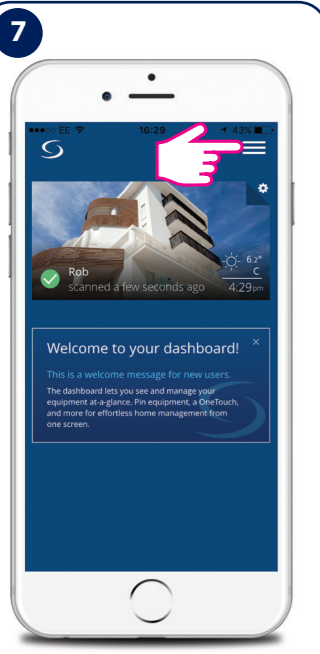 7
EE 16:29 43%
6.2°
Rob C
scanned a few seconds ago 4:29pm
Welcome to your dashboard! ×
This is a welcome message for new users.
The dashboard lets you see and manage your
equipment at-a-glance. Pin equipment, a OneTouch,
and more for effortless home management from
one screen.